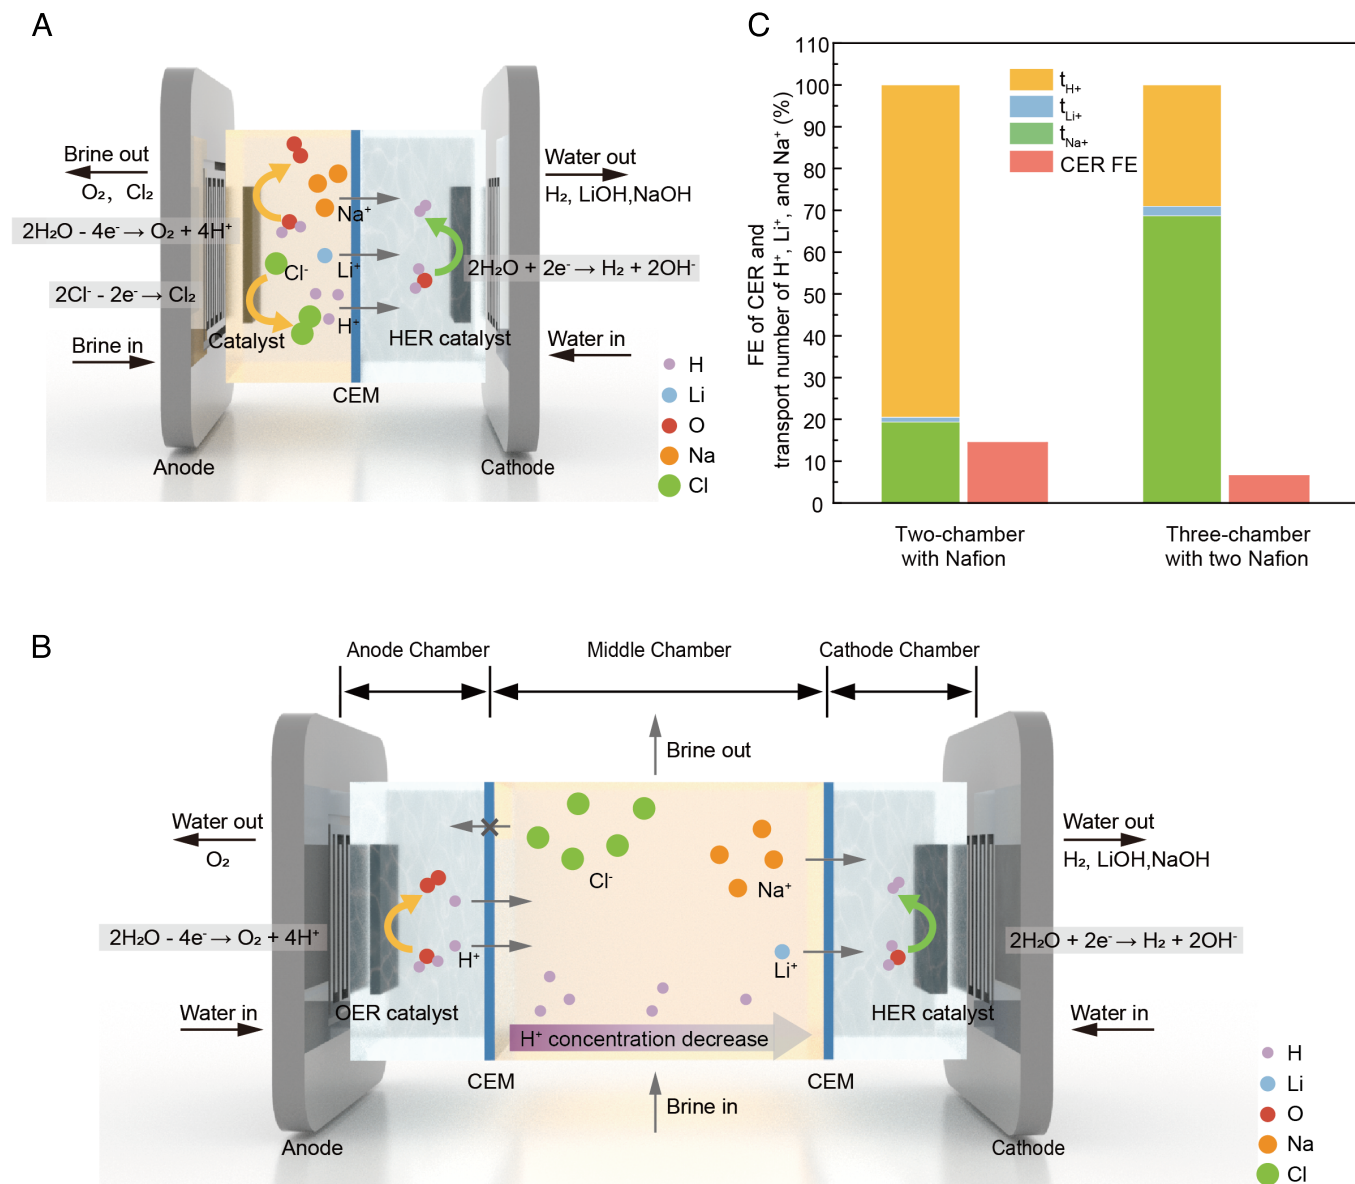 A
Brine out
O₂, Cl₂
2H₂O - 4e⁻ → O₂ + 4H⁺
2Cl⁻ - 2e⁻ → Cl₂
Brine in
Catalyst
Na⁺
Cl⁻
Li⁺
H⁺
HER catalyst
CEM
Anode
Cathode
Water out
H₂, LiOH,NaOH
2H₂O + 2e⁻ → H₂ + 2OH⁻
Water in
H
Li
O
Na
Cl
C
FE of CER and
transport number of H⁺, Li⁺, and Na⁺ (%)
110
100
90
80
70
60
50
40
30
20
10
0
tH+
tLi+
tNa+
CER FE
Two-chamber
with Nafion
Three-chamber
with two Nafion
B
Anode Chamber
Middle Chamber
Cathode Chamber
Brine out
Water out
O₂
2H₂O - 4e⁻ → O₂ + 4H⁺
Water in
OER catalyst
H⁺
Cl⁻
Na⁺
Li⁺
H⁺ concentration decrease
HER catalyst
CEM
CEM
Brine in
Anode
Cathode
Water out
H₂, LiOH,NaOH
2H₂O + 2e⁻ → H₂ + 2OH⁻
Water in
H
Li
O
Na
Cl